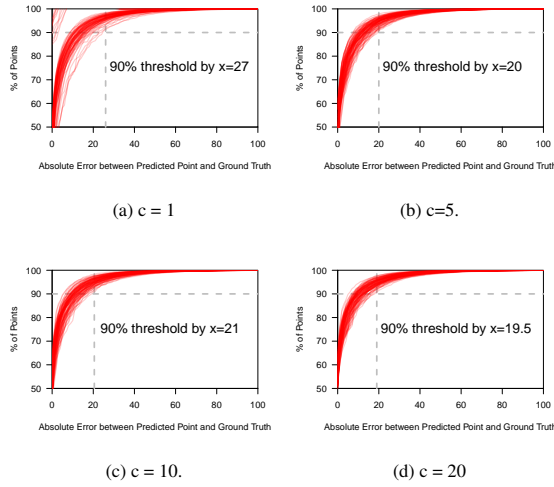 100
90
80
70
60
50
% of Points
90% threshold by x=27
0 20 40 60 80 100
Absolute Error between Predicted Point and Ground Truth
(a) c = 1
100
90
80
70
60
50
% of Points
90% threshold by x=20
0 20 40 60 80 100
Absolute Error between Predicted Point and Ground Truth
(b) c=5.
100
90
80
70
60
50
% of Points
90% threshold by x=21
0 20 40 60 80 100
Absolute Error between Predicted Point and Ground Truth
(c) c = 10.
100
90
80
70
60
50
% of Points
90% threshold by x=19.5
0 20 40 60 80 100
Absolute Error between Predicted Point and Ground Truth
(d) c = 20